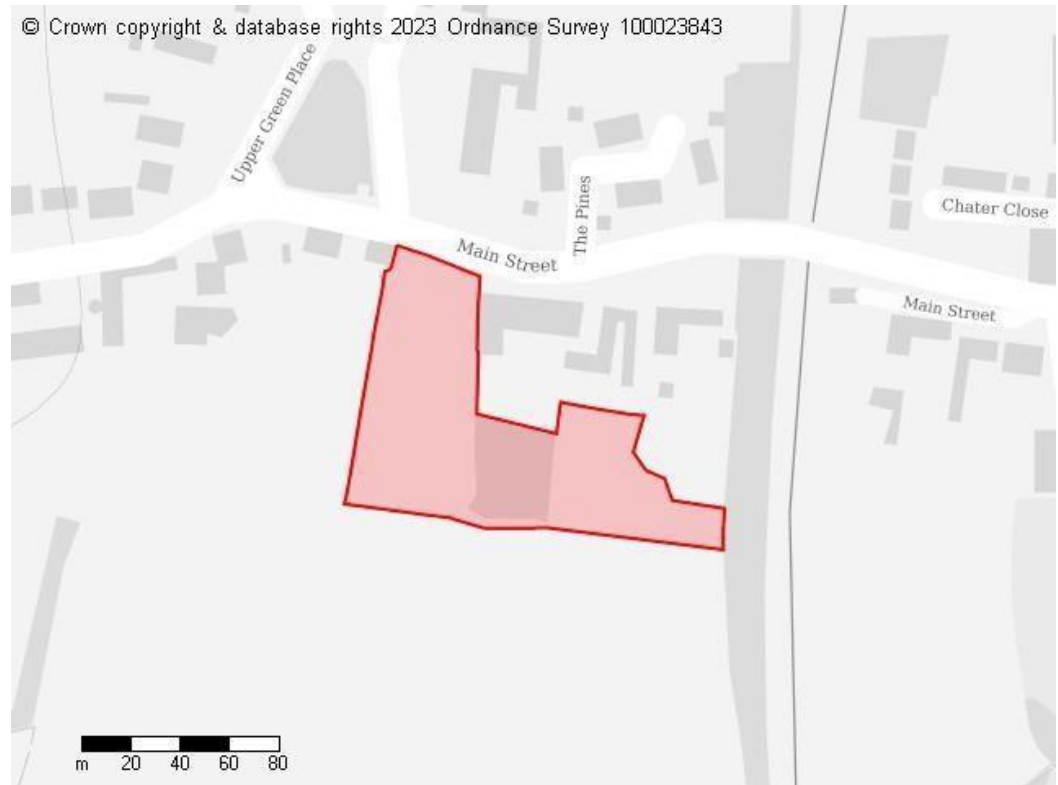 © Crown copyright & database rights 2023 Ordnance Survey 100023843
Upper Green Place
The Pines
Chater Close
Main Street
Main Street
m 20 40 60 80